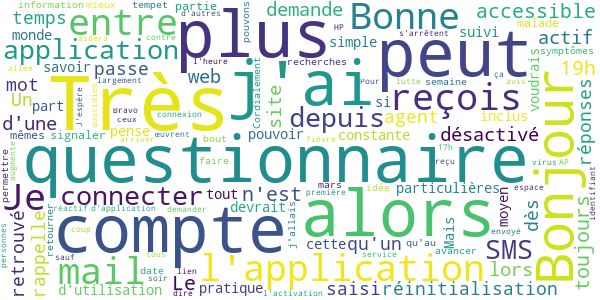 information mieux tempet partie d'autres HP s'arrêtent demande accessible
temps aidera entre plus pouvons Bonne malade
monde contre l'heure simple suivi actif symptômes
application Cordialement recherches peut 19h
allée savoir passe web Pour lutte semaine ça avis voudrais
mot largement Très j'ai site si reçois Bonjour
Un part Bravo ceux J'espère depuis agent inclus réponses
d'une quotidien connexion pouvoir constante désactivé
mêmes signaler pense œuvrent bout fièvre 17h
permettre arriver faire reçu virus AP
augmente questionnaire
Je connecter tout n'est mars idée particulières dès espace identifiant
retrouvé réactif d'application demander devrait première moyen toujours
rappelle compte j'allais alors Mais SMS
retourner coup cette qu'un qu'au avancer envoyé
personnes sauf mail tous Le lien l'application service lors
d'utilisation date soir dire pratique l'activation saisi réinitialisation